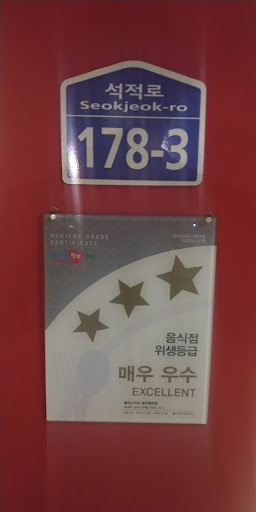 석적로
Seokjeok-ro
178-3
HYGIENE GRADE
CERTIFICATE
음식점
위생등급
매우 우수
EXCELLENT